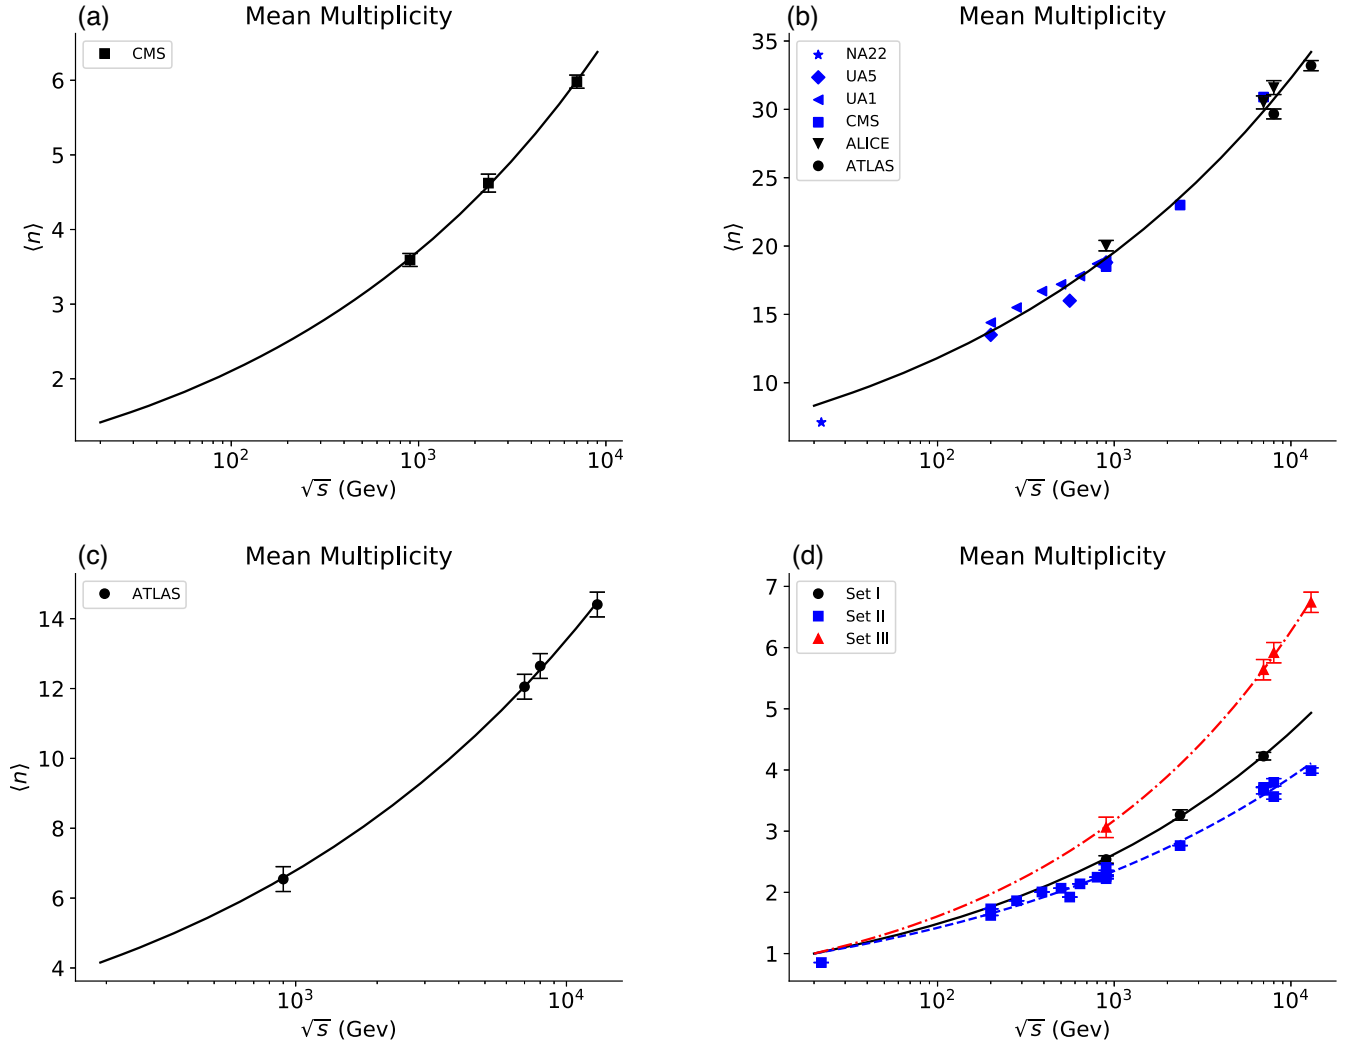 (a)
Mean Multiplicity
CMS
6
5
4
3
2
⟨n⟩
10² 10³ 10⁴
√s (Gev)
(b)
Mean Multiplicity
NA22
UA5
UA1
CMS
ALICE
ATLAS
35
30
25
20
15
10
⟨n⟩
10² 10³ 10⁴
√s (Gev)
(c)
Mean Multiplicity
ATLAS
14
12
10
8
6
4
⟨n⟩
10³ 10⁴
√s (Gev)
(d)
Mean Multiplicity
Set I
Set II
Set III
7
6
5
4
3
2
1
10² 10³ 10⁴
√s (Gev)